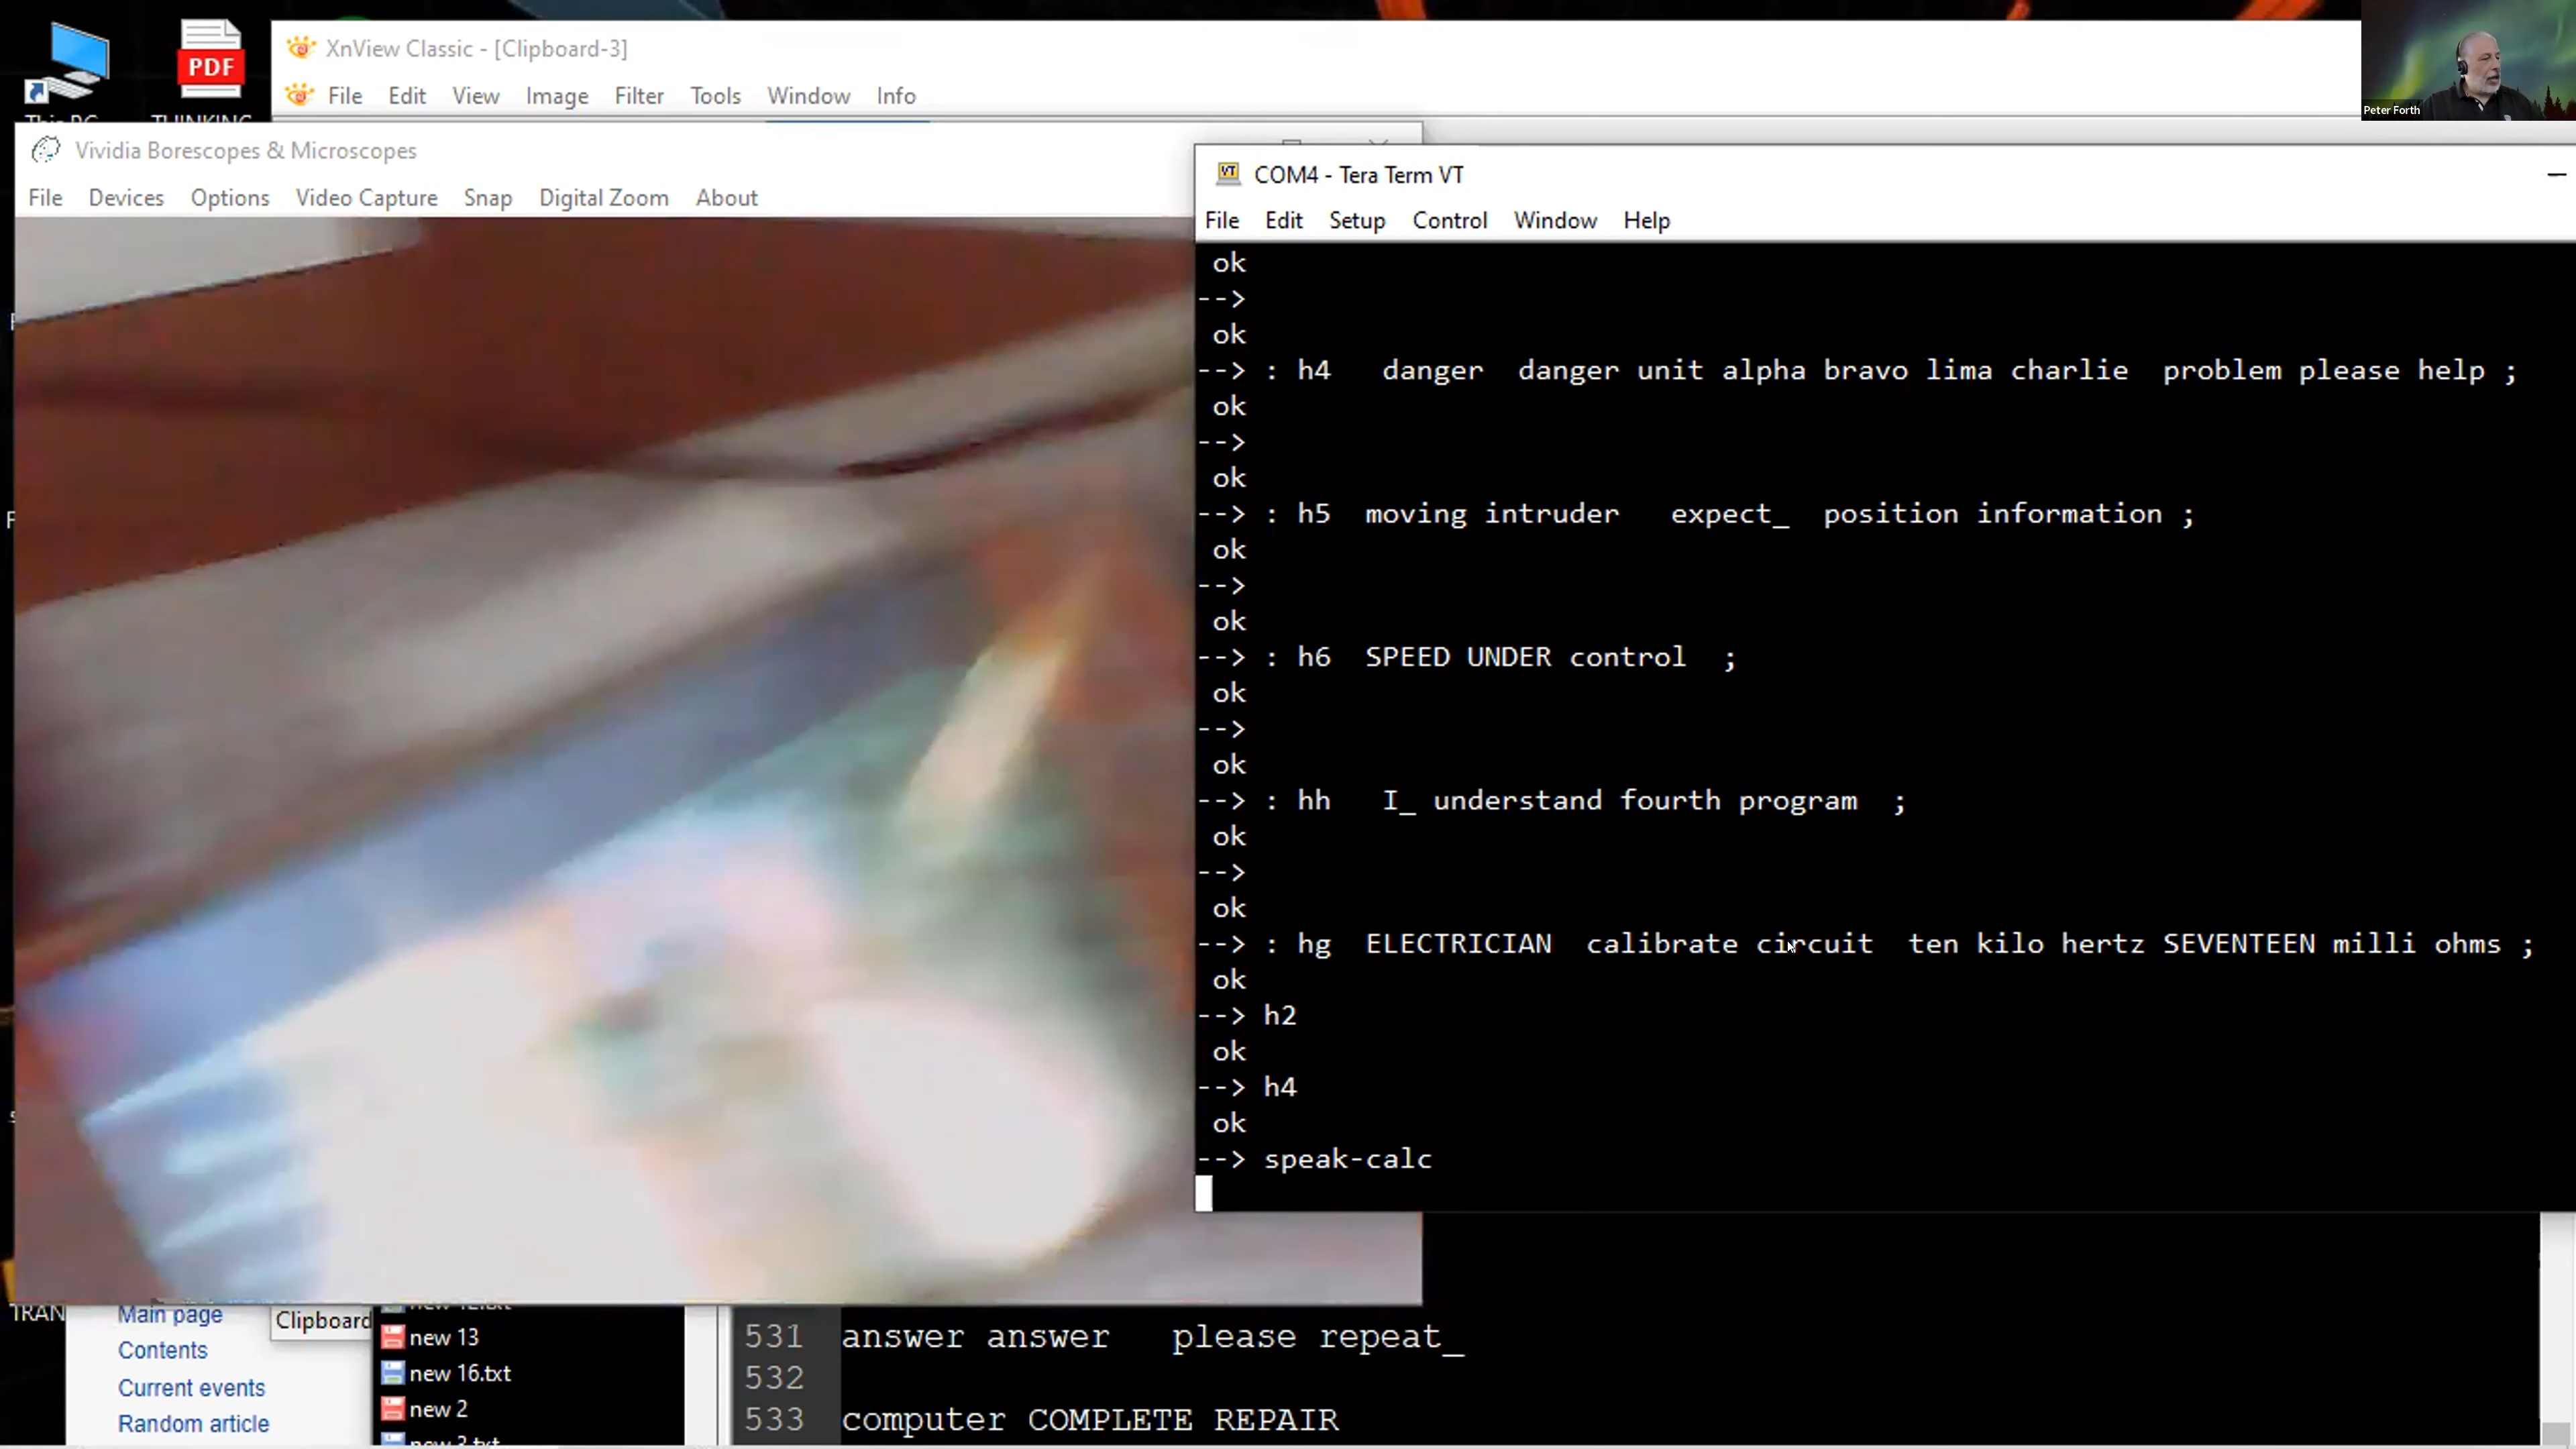 PDF
XnView Classic - [Clipboard-3]
File Edit View Image Filter Tools Window Info
Peter Forth
Vividia Borescopes & Microscopes
File Devices Options Video Capture Snap Digital Zoom About
VT COM4 - Tera Term VT
File Edit Setup Control Window Help
ok
-->
ok
--> : h4 danger danger unit alpha bravo lima charlie problem please help ;
ok
-->
ok
--> : h5 moving intruder expect_ position information ;
ok
-->
ok
--> : h6 SPEED UNDER control ;
ok
-->
ok
--> : hh I_ understand fourth program ;
ok
-->
ok
--> : hg ELECTRICIAN calibrate circuit ten kilo hertz SEVENTEEN milli ohms ;
ok
--> h2
ok
--> h4
ok
--> speak-calc
TRAN
Main page
Contents
Current events
Random article
Clipboard
new 13
new 16.txt
new 2
531 answer answer please repeat_
532
533 computer COMPLETE REPAIR